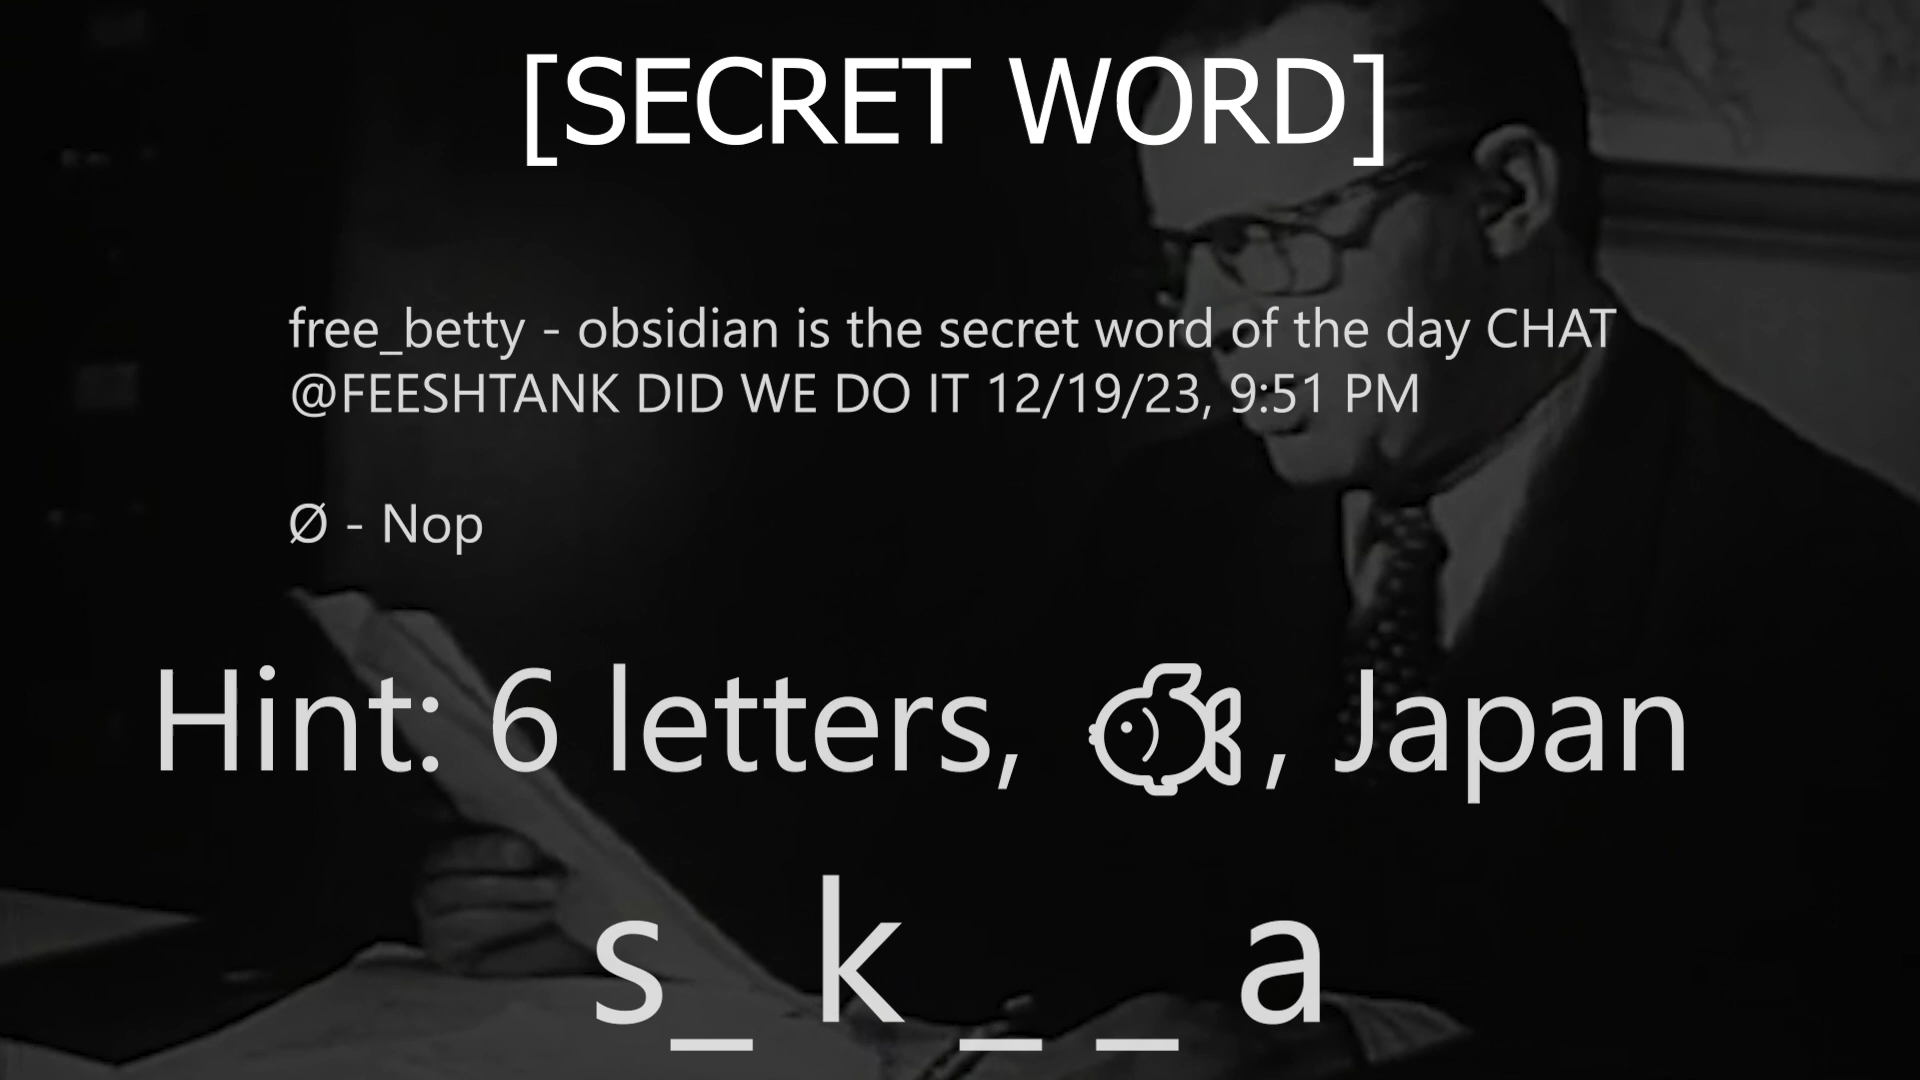 [SECRET WORD]
free_betty - obsidian is the secret word of the day CHAT
@FEESHTANK DID WE DO IT 12/19/23, 9:51 PM
Ø - Nop
Hint: 6 letters, 🐟, Japan
s_ k _ _ a